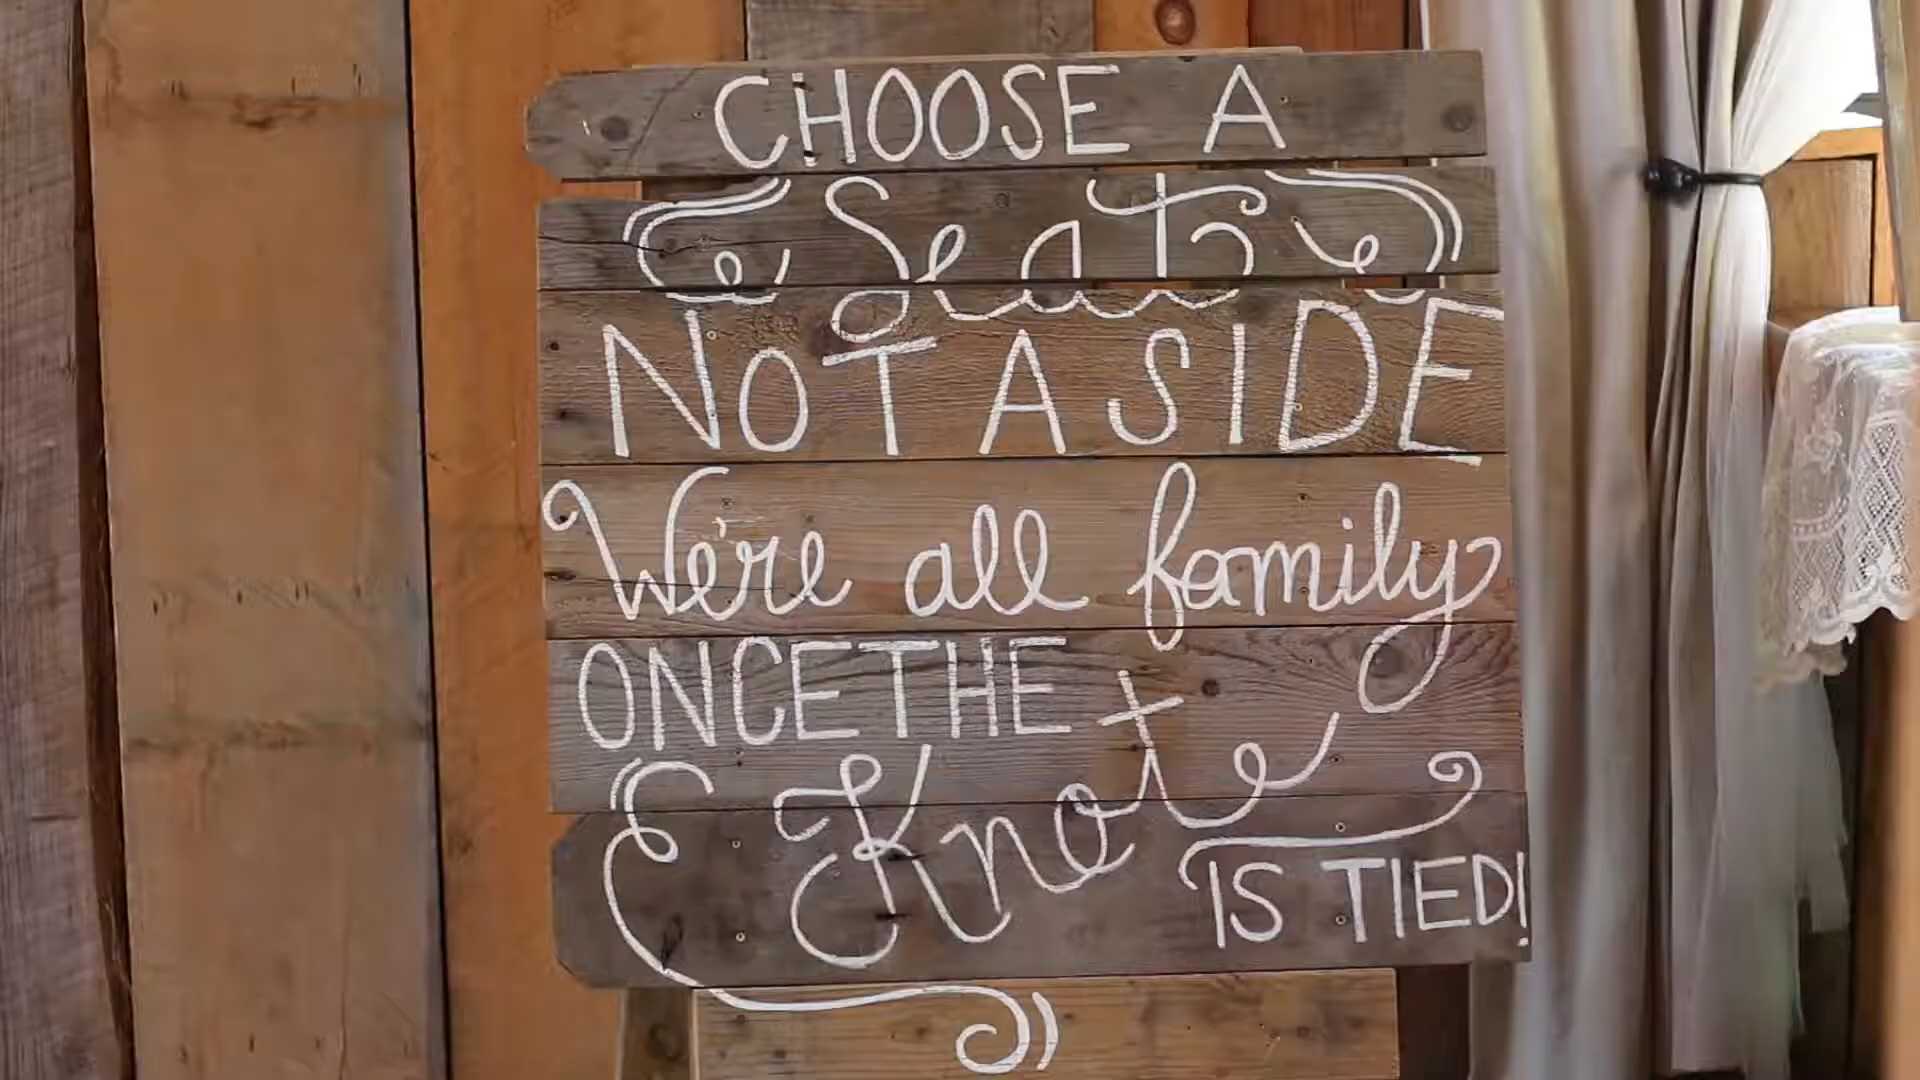 CHOOSE A
Seat
NOT A SIDE
We're all family
ONCE THE
Knot
IS TIED!